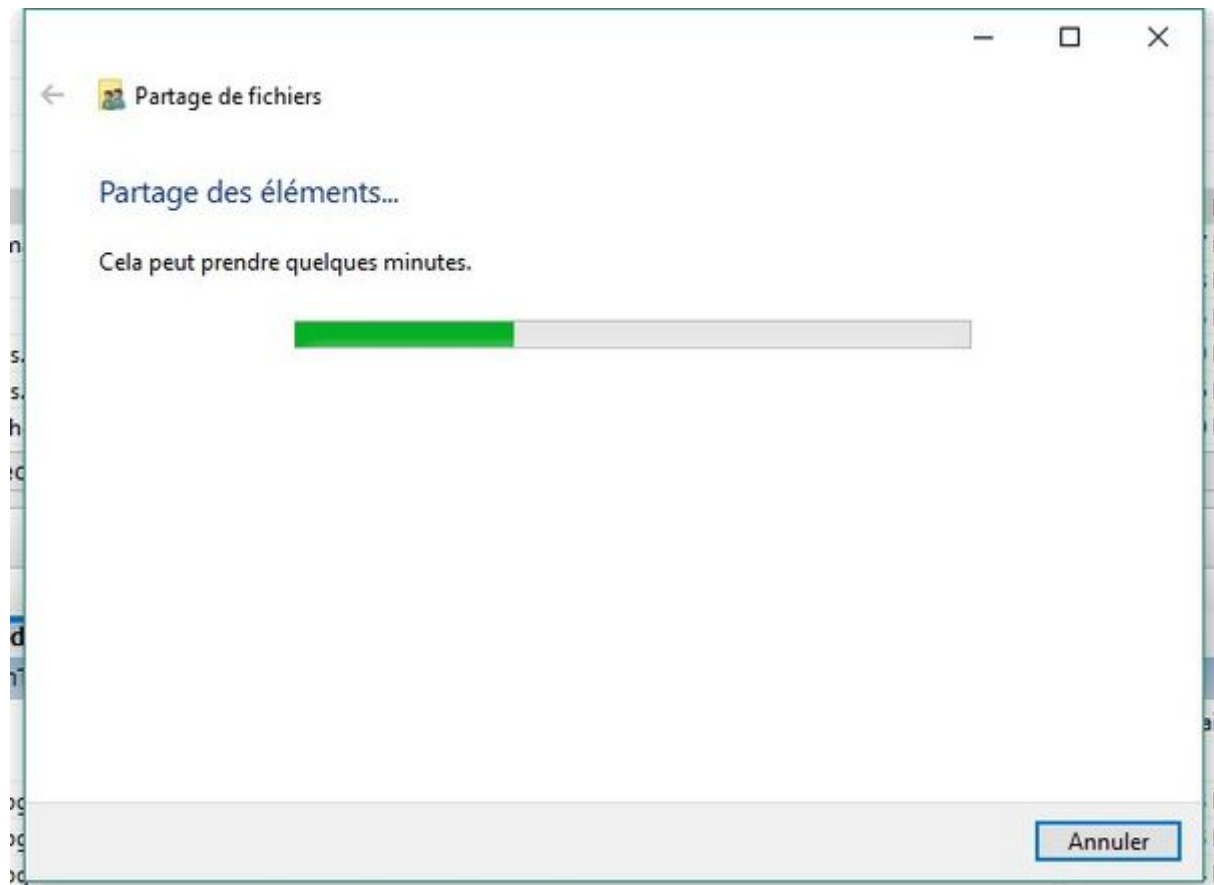 Partage de fichiers
Partage des éléments...
Cela peut prendre quelques minutes.
Annuler